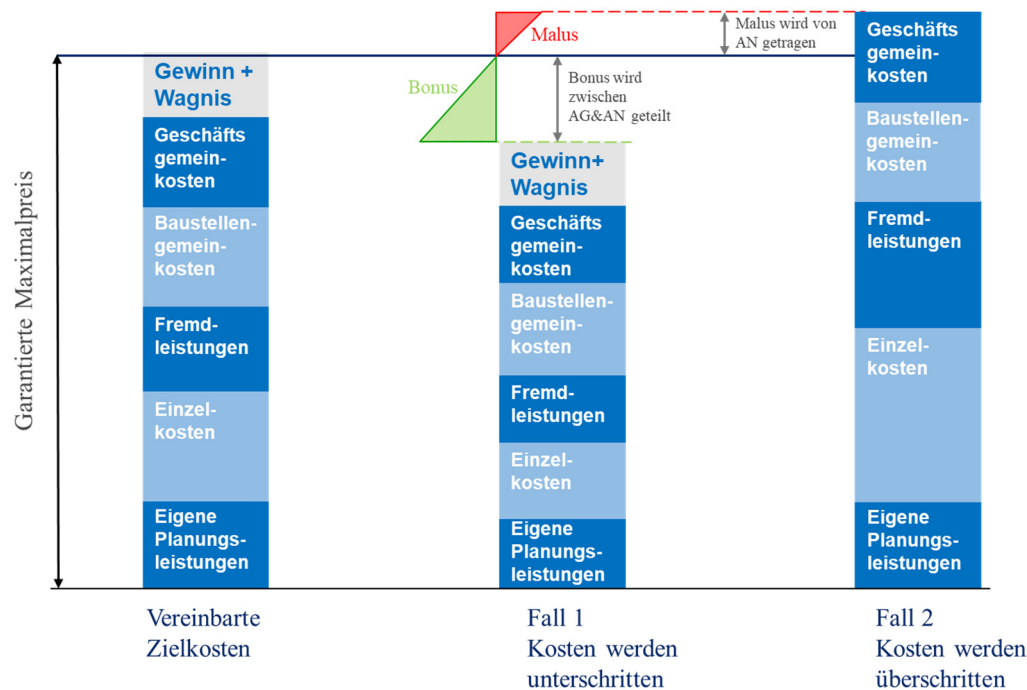 Garantierte Maximalpreis
Gewinn +
Wagnis
Geschäfts
gemein-
kosten
Baustellen-
gemein-
kosten
Fremd-
leistungen
Einzel-
kosten
Eigene
Planungs-
leistungen
Vereinbarte
Zielkosten
Malus
Bonus
Bonus wird
zwischen
AG&AN geteilt
Malus wird von
AN getragen
Gewinn+
Wagnis
Geschäfts
gemein-
kosten
Baustellen-
gemein-
kosten
Fremd-
leistungen
Einzel-
kosten
Eigene
Planungs-
leistungen
Fall 1
Kosten werden
unterschritten
Geschäfts
gemein-
kosten
Baustellen-
gemein-
kosten
Fremd-
leistungen
Einzel-
kosten
Eigene
Planungs-
leistungen
Fall 2
Kosten werden
überschritten